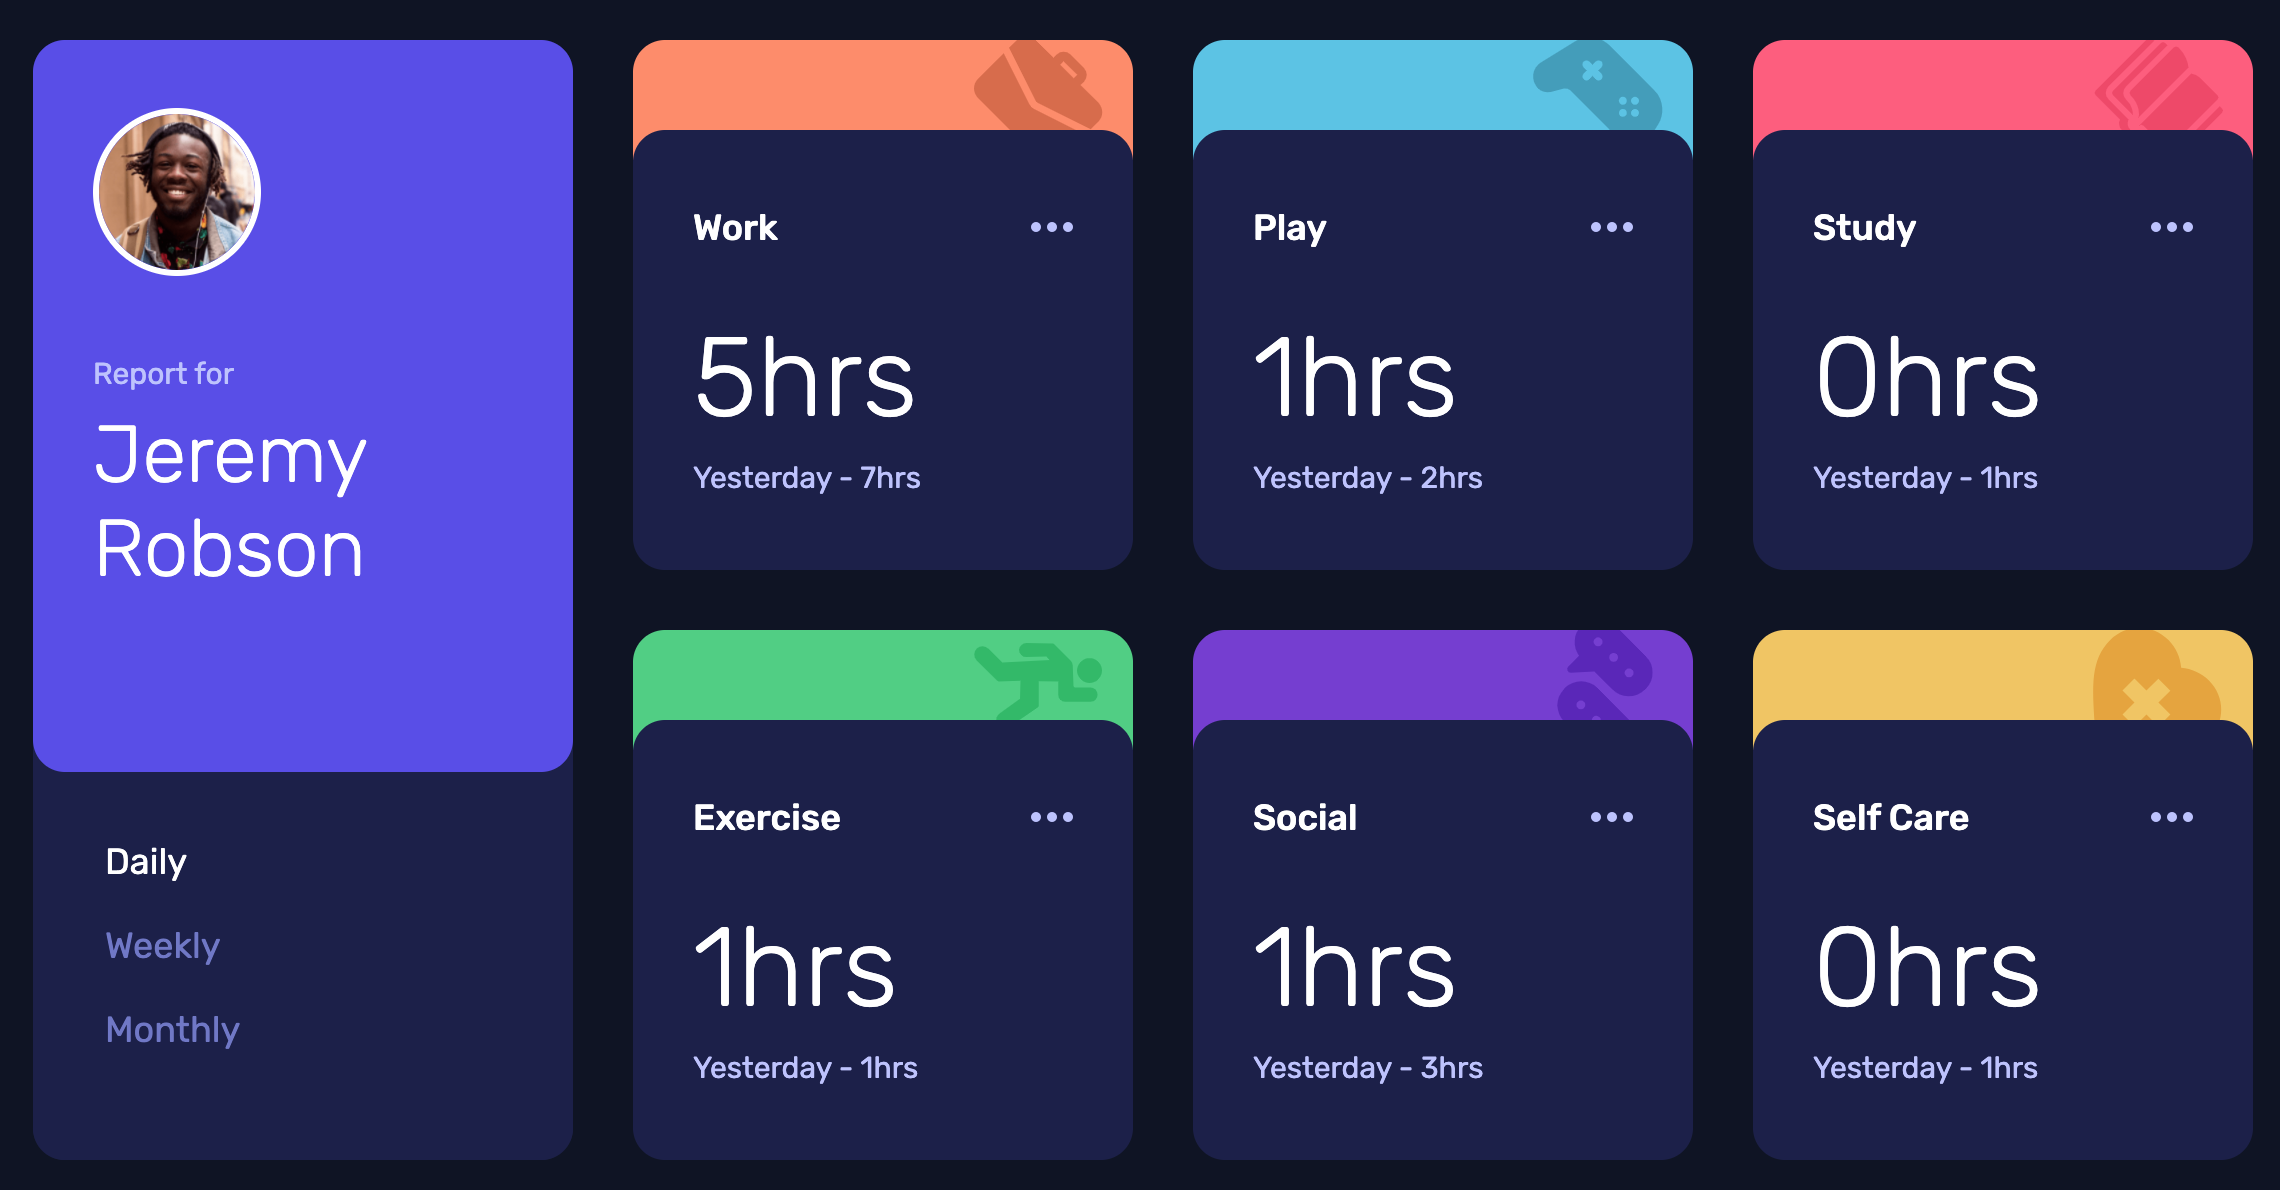 Report for
Jeremy
Robson
Daily
Weekly
Monthly
Work
5hrs
Yesterday - 7hrs
Play
1hrs
Yesterday - 2hrs
Study
0hrs
Yesterday - 1hrs
Exercise
1hrs
Yesterday - 1hrs
Social
1hrs
Yesterday - 3hrs
Self Care
0hrs
Yesterday - 1hrs